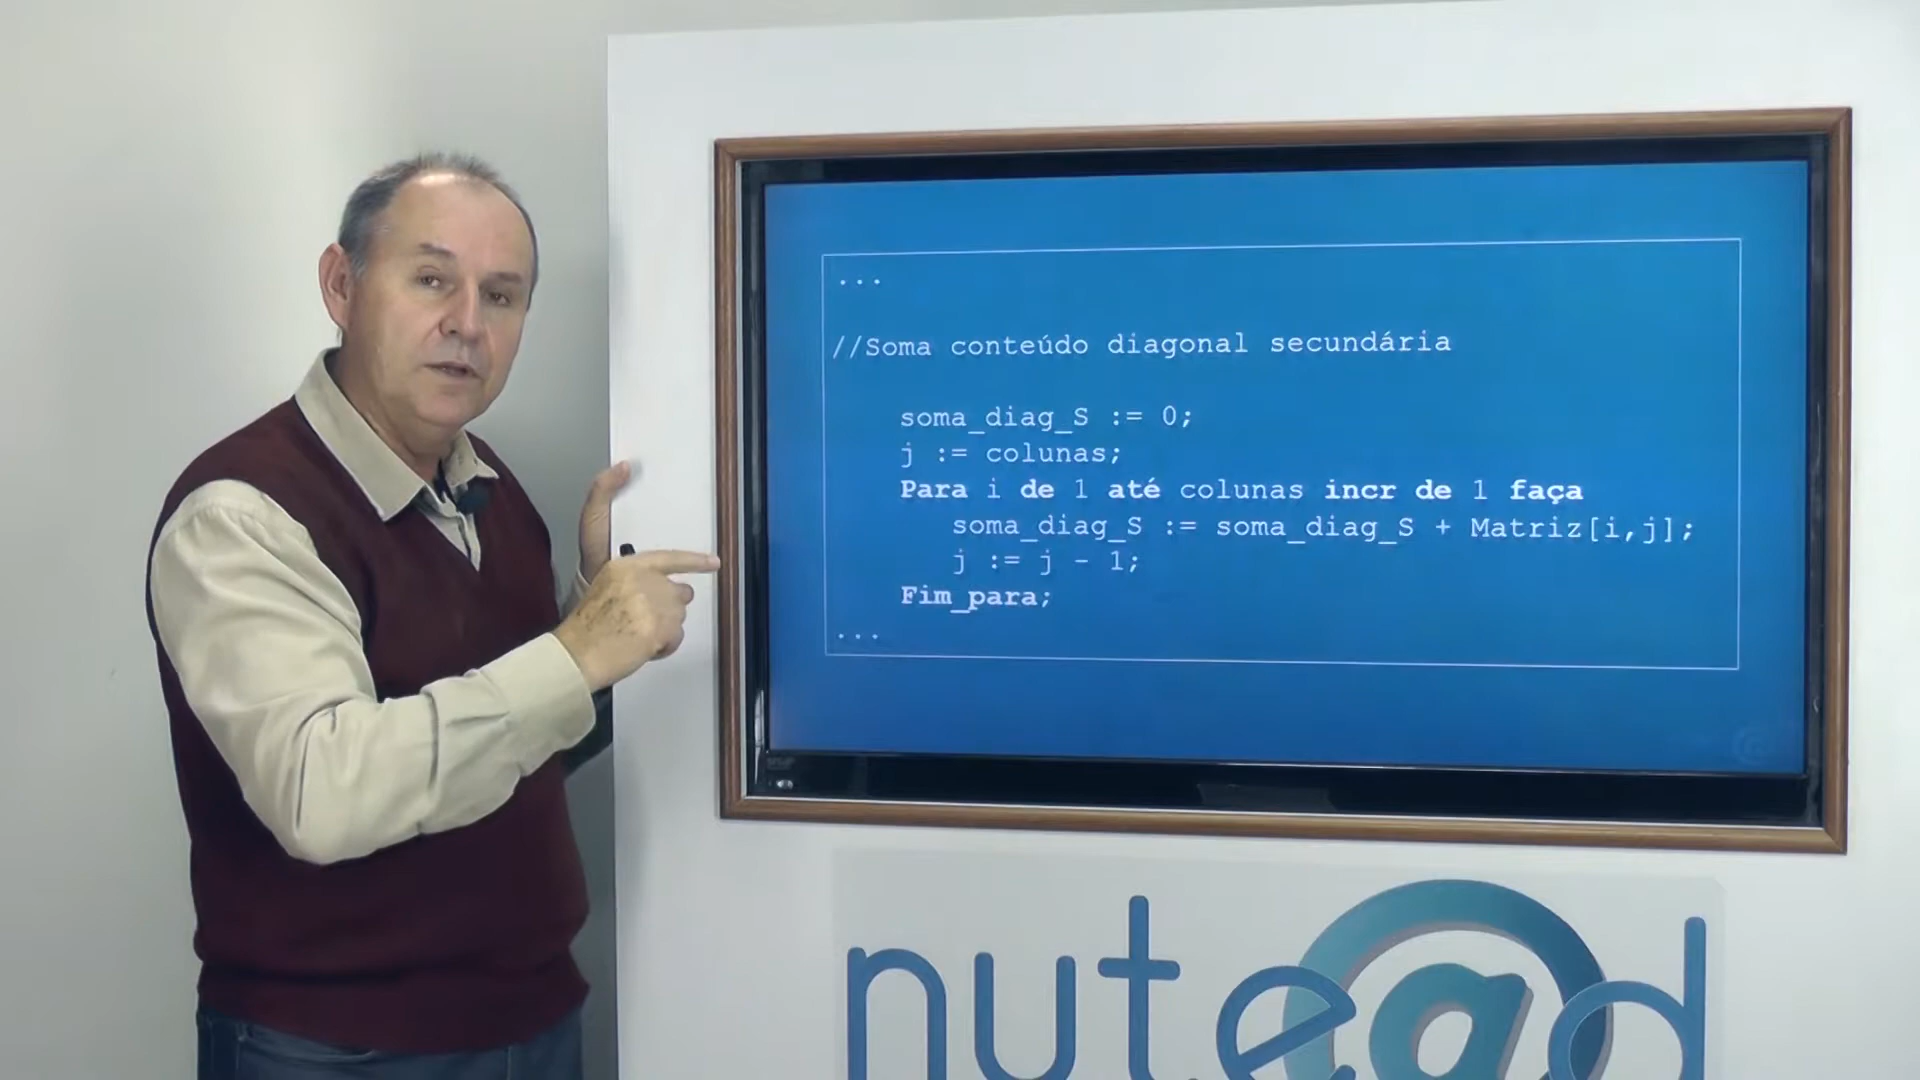 ...
//Soma conteúdo diagonal secundária
soma_diag_S := 0;
j := colunas;
Para i de 1 até colunas incr de 1 faça
soma_diag_S := soma_diag_S + Matriz[i,j];
j := j - 1;
Fim_para;
...
nutead